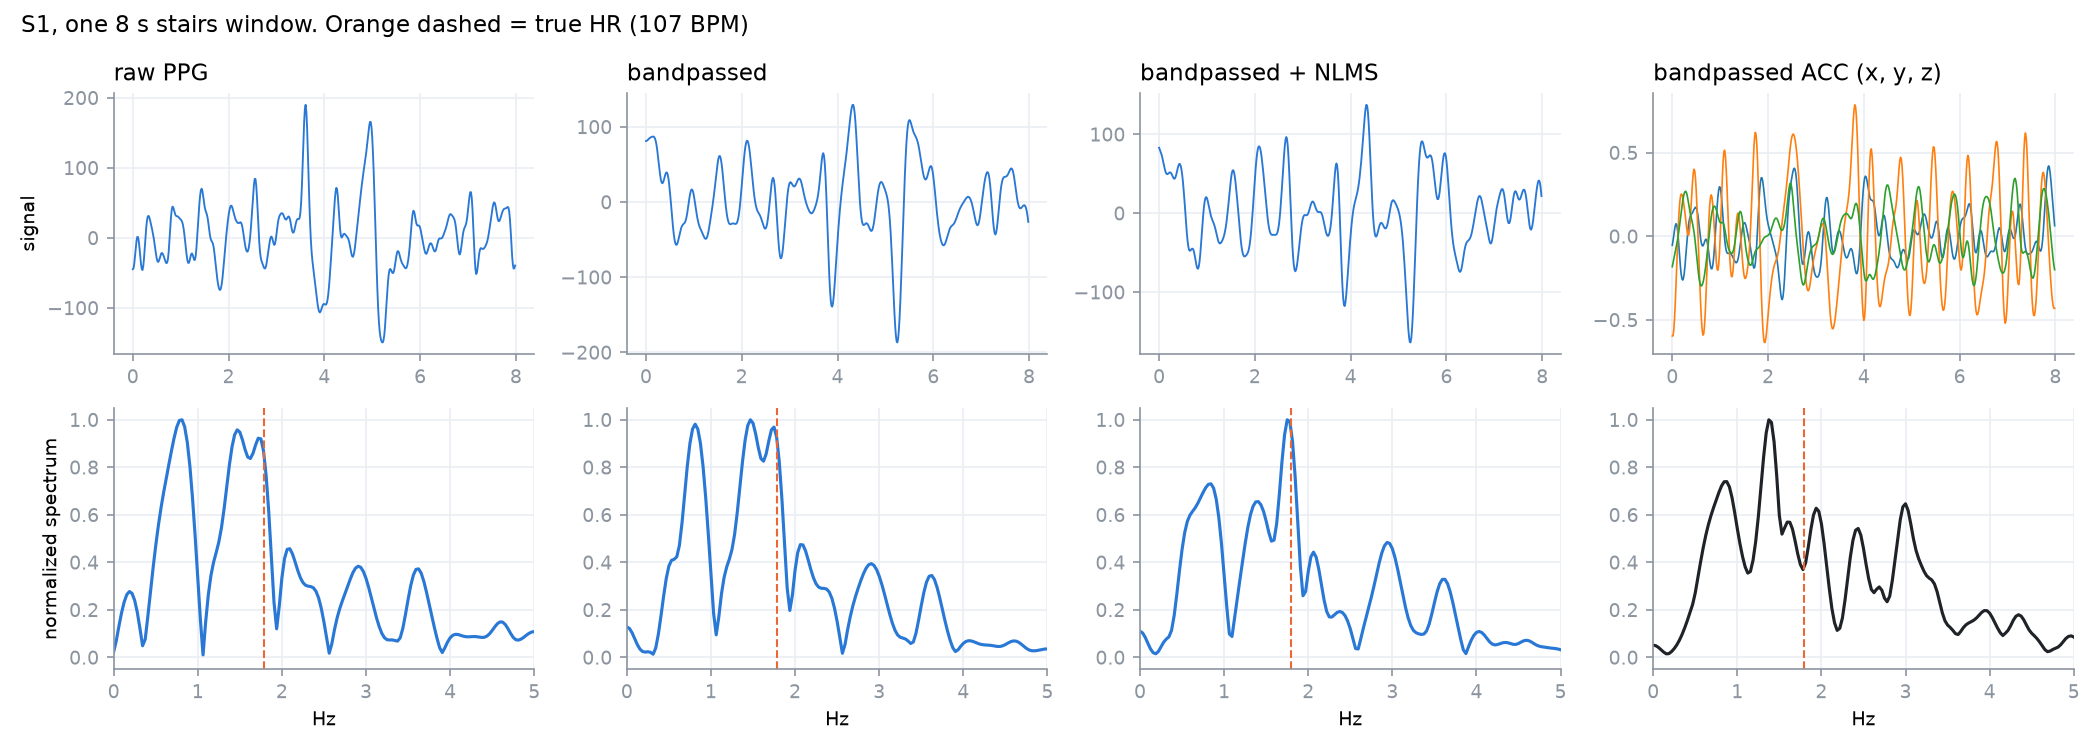 S1, one 8 s stairs window. Orange dashed = true HR (107 BPM)
raw PPG
bandpassed
bandpassed + NLMS
bandpassed ACC (x, y, z)
signal
200
100
0
−100
0 2 4 6 8
100
0
−100
−200
0 2 4 6 8
100
0
−100
0 2 4 6 8
0.5
0.0
−0.5
0 2 4 6 8
normalized spectrum
1.0
0.8
0.6
0.4
0.2
0.0
0 1 2 3 4 5
Hz
1.0
0.8
0.6
0.4
0.2
0.0
0 1 2 3 4 5
Hz
1.0
0.8
0.6
0.4
0.2
0.0
0 1 2 3 4 5
Hz
1.0
0.8
0.6
0.4
0.2
0.0
0 1 2 3 4 5
Hz